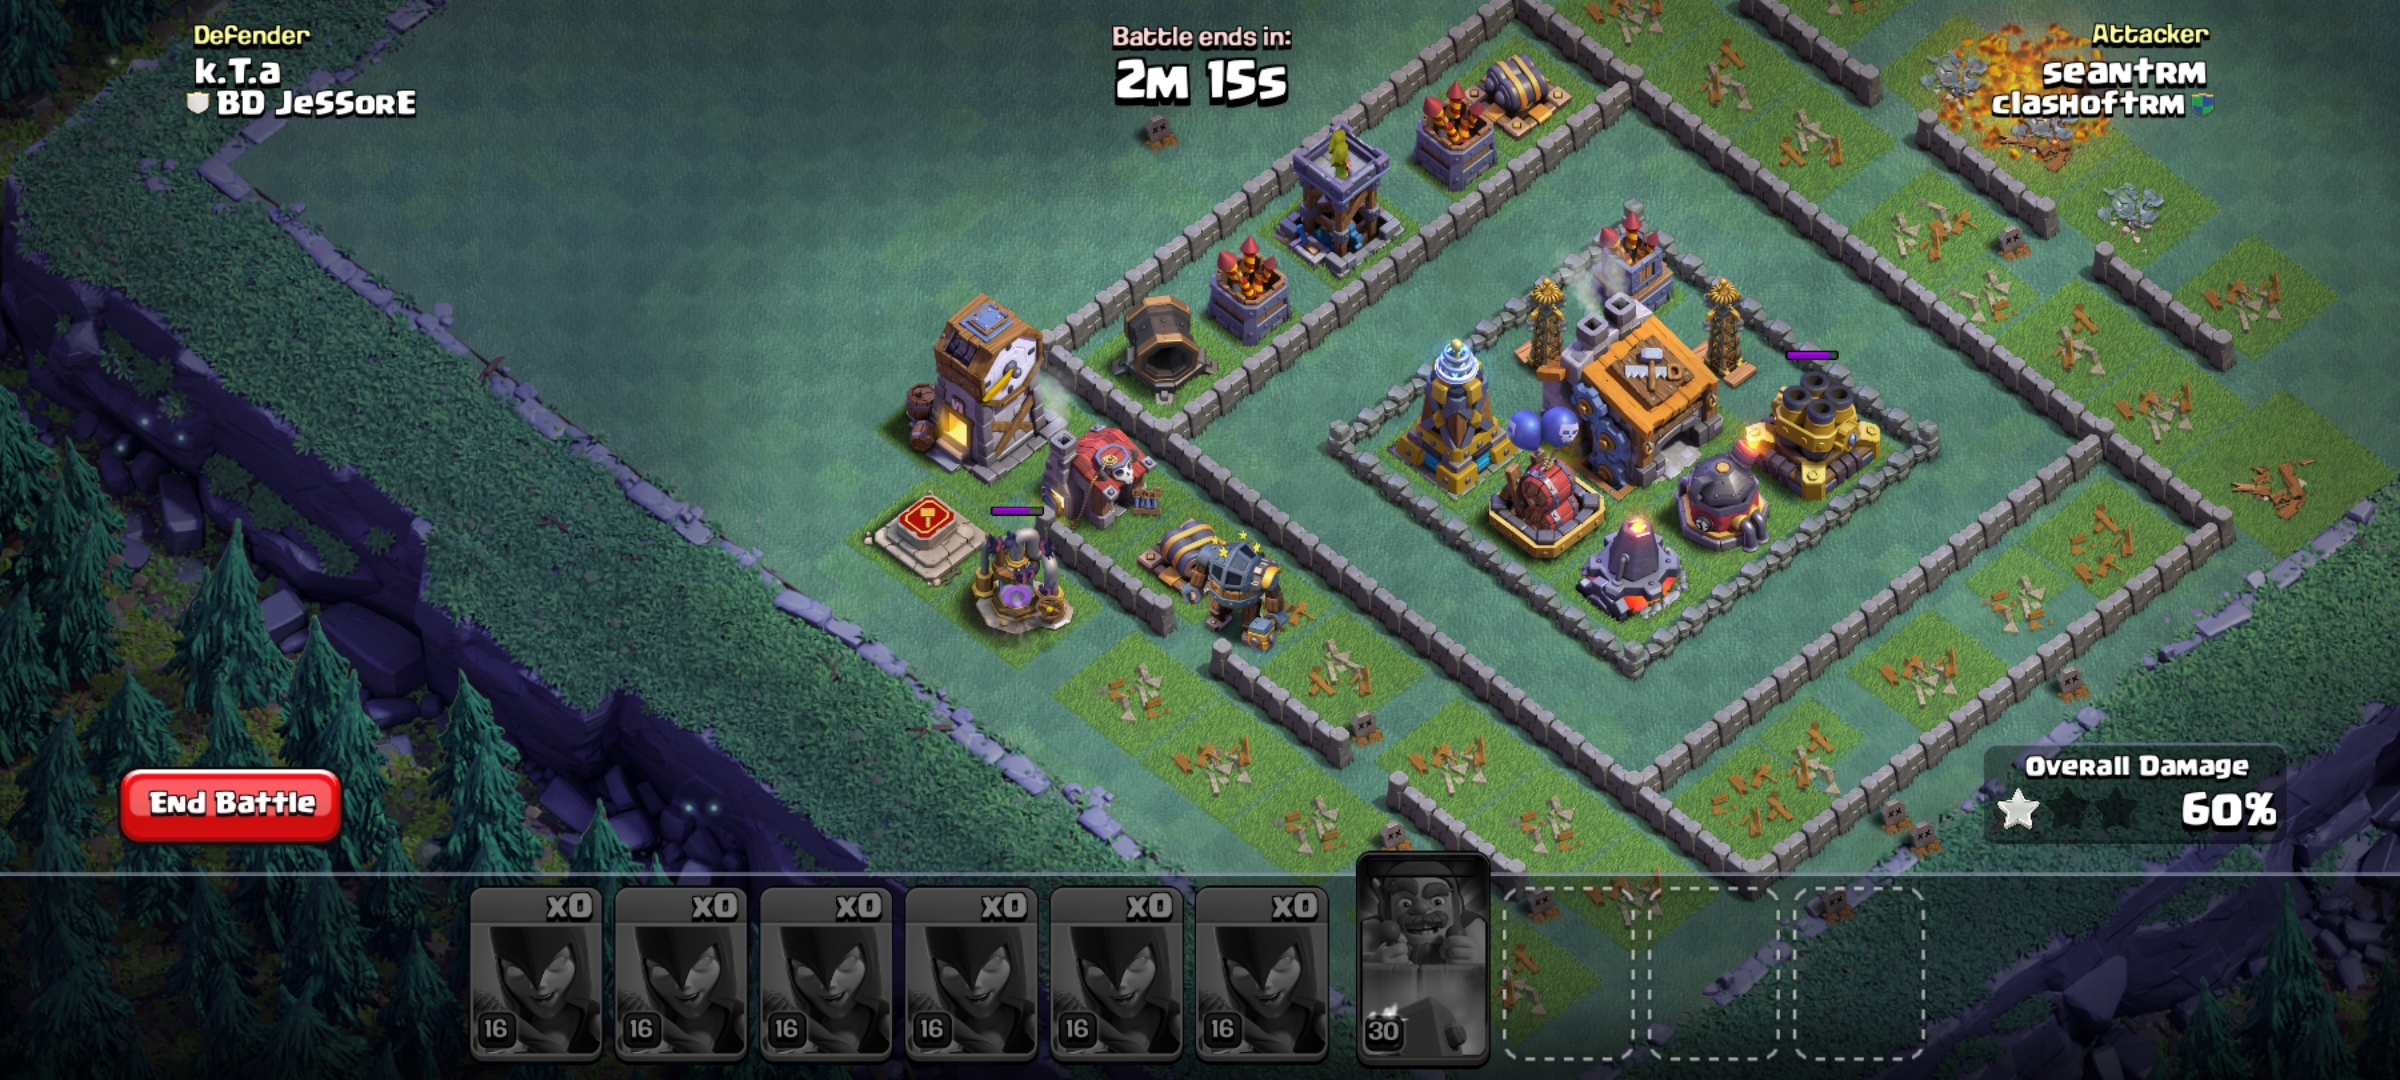 Defender
k.T.a
BD JeSSorE
Battle ends in:
2M 15s
Attacker
seantRM
clashoftRM
End Battle
Overall Damage
60%
x0
x0
x0
x0
x0
x0
16
16
16
16
16
16
30